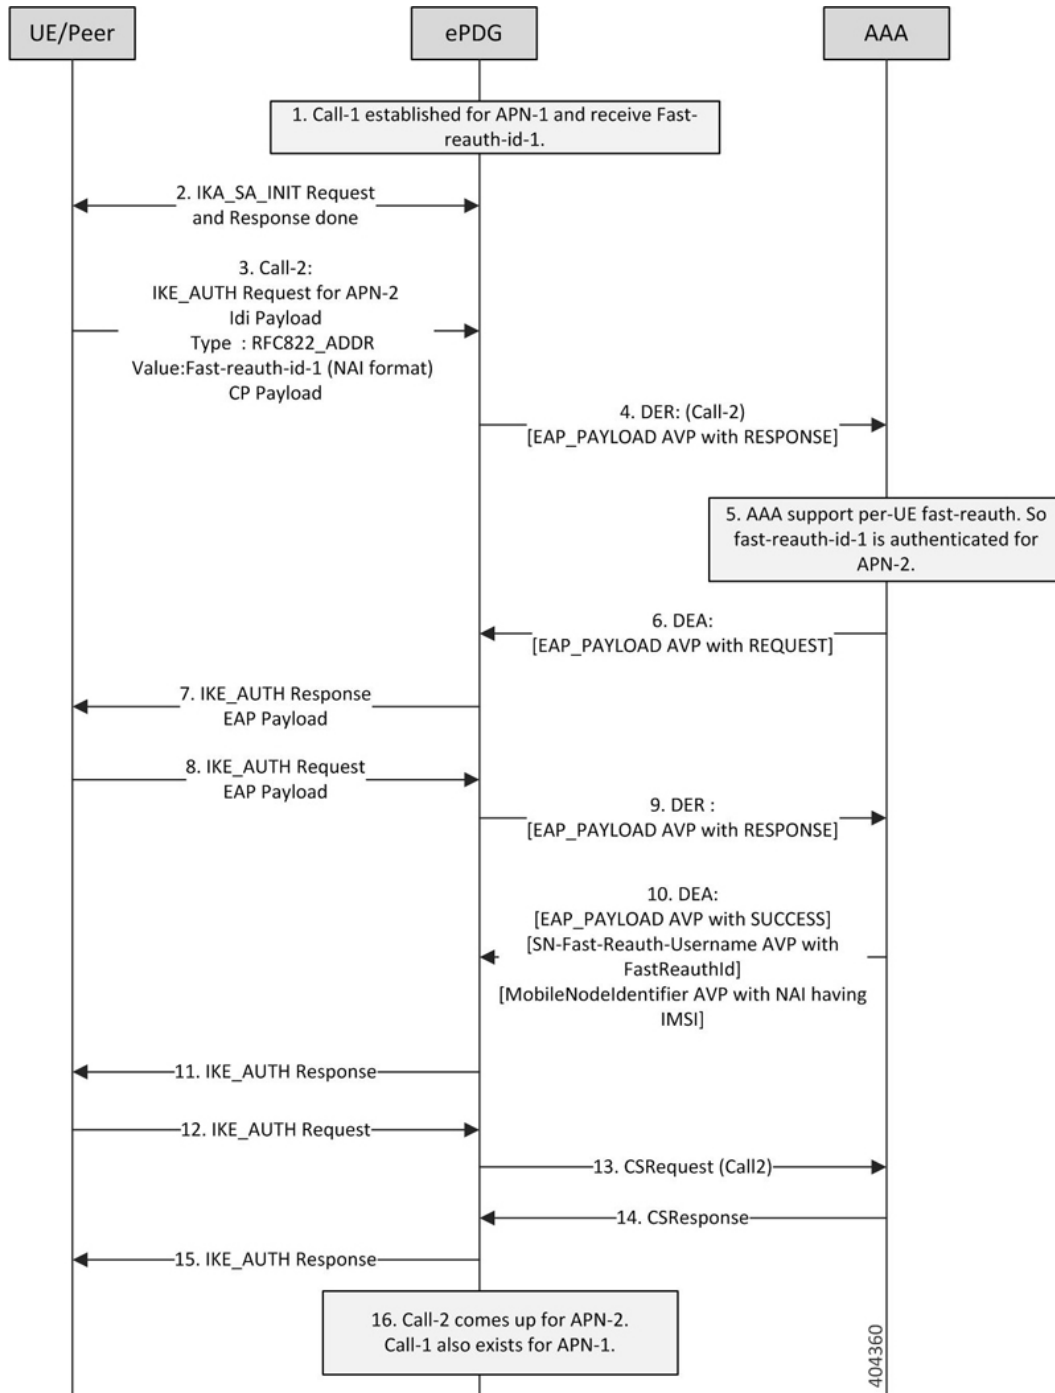 UE/Peer
ePDG
AAA
1. Call-1 established for APN-1 and receive Fast-
reauth-id-1.
2. IKA_SA_INIT Request
and Response done
3. Call-2:
IKE_AUTH Request for APN-2
Idi Payload
Type : RFC822_ADDR
Value:Fast-reauth-id-1 (NAI format)
CP Payload
4. DER: (Call-2)
[EAP_PAYLOAD AVP with RESPONSE]
5. AAA support per-UE fast-reauth. So
fast-reauth-id-1 is authenticated for
APN-2.
6. DEA:
[EAP_PAYLOAD AVP with REQUEST]
7. IKE_AUTH Response
EAP Payload
8. IKE_AUTH Request
EAP Payload
9. DER :
[EAP_PAYLOAD AVP with RESPONSE]
10. DEA:
[EAP_PAYLOAD AVP with SUCCESS]
[SN-Fast-Reauth-Username AVP with
FastReauthId]
[MobileNodeIdentifier AVP with NAI having
IMSI]
11. IKE_AUTH Response
12. IKE_AUTH Request
13. CSRequest (Call2)
14. CSResponse
15. IKE_AUTH Response
16. Call-2 comes up for APN-2.
Call-1 also exists for APN-1.
404360